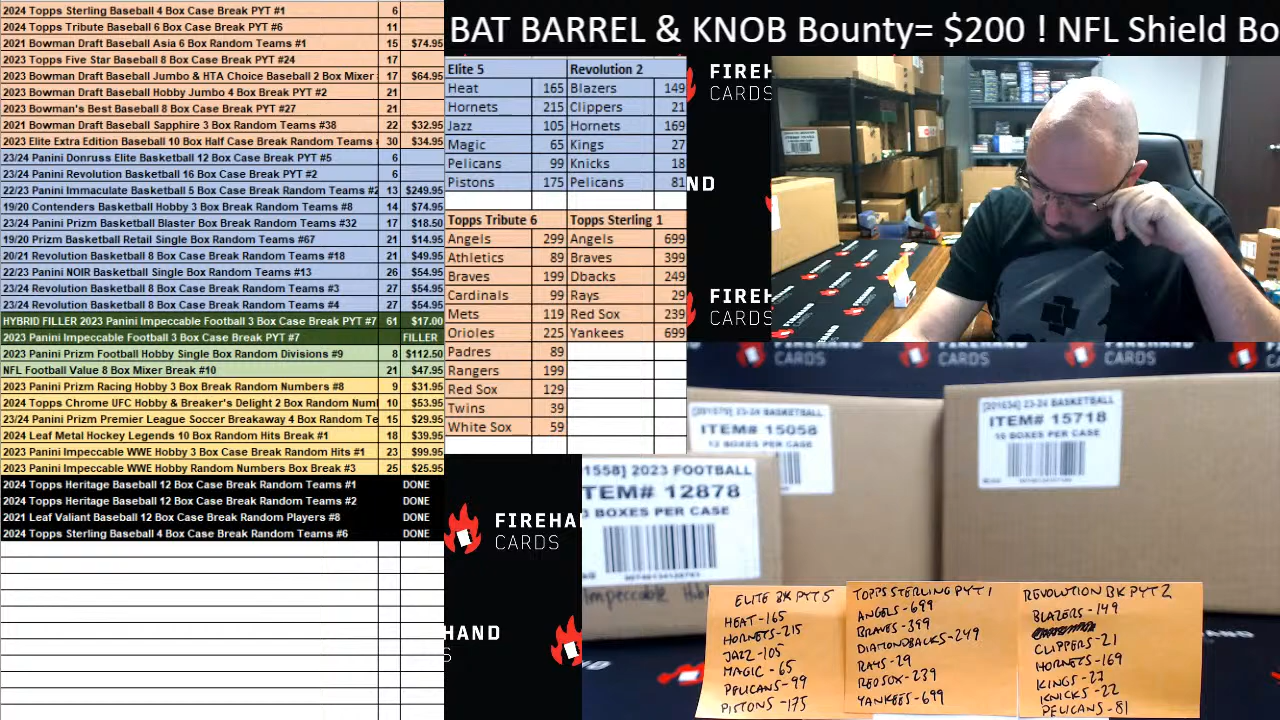 2024 Topps Sterling Baseball 4 Box Case Break PYT #1 6
2024 Topps Tribute Baseball 6 Box Case Break PYT #6 11
2021 Bowman Draft Baseball Asia 6 Box Random Teams #1 15 $74.95
2023 Topps Five Star Baseball 8 Box Case Break PYT #24 17
2023 Bowman Draft Baseball Jumbo & HTA Choice Baseball 2 Box Mixer 17 $64.95
2023 Bowman Draft Baseball Hobby Jumbo 4 Box PYT #2 21
2023 Bowman's Best Baseball 8 Box Case Break PYT #27 21
2021 Bowman Draft Baseball Sapphire 3 Box Random Teams #38 22 $32.95
2023 Elite Extra Edition Baseball 10 Box Half Case Break Random Teams 30 $34.95
23/24 Panini Donruss Elite Basketball 12 Box Case Break PYT #5 6
23/24 Panini Revolution Basketball 16 Box Case Break PYT #2 6
22/23 Panini Immaculate Basketball 5 Box Case Break Random Teams #2 13 $249.95
19/20 Contenders Basketball Hobby 3 Box Break Random Teams #8 14 $74.95
23/24 Panini Prizm Basketball Blaster Box Break Random Teams #32 17 $18.50
19/20 Prizm Basketball Retail Single Box Random Teams #67 21 $14.95
20/21 Revolution Basketball 8 Box Case Break Random Teams #18 21 $49.95
22/23 Panini NOIR Basketball Single Box Random Teams #13 26 $54.95
23/24 Revolution Basketball 8 Box Case Break Random Teams #3 27 $54.95
23/24 Revolution Basketball 8 Box Case Break Random Teams #4 27 $54.95
HYBRID FILLER 2023 Panini Impeccable Football 3 Box Case Break PYT #7 61 $17.00
2023 Panini Impeccable Football 3 Box Case Break PYT #7 FILLER
2023 Panini Prizm Football Hobby Single Box Random Divisions #9 8 $112.50
NFL Football Value 8 Box Mixer Break #10 21 $47.95
2023 Panini Prizm Racing Hobby 3 Box Break Random Numbers #8 9 $31.95
2024 Topps Chrome UFC Hobby & Breaker's Delight 2 Box Random Numl 10 $53.95
23/24 Panini Prizm Premier League Soccer Breakaway 4 Box Random Te 15 $29.95
2024 Leaf Metal Hockey Legends 10 Box Random Hits Break #1 18 $39.95
2023 Panini Impeccable WWE Hobby 3 Box Case Break Random Hits #1 23 $99.95
2023 Panini Impeccable WWE Hobby Random Numbers Box Break #3 25 $25.95
2024 Topps Heritage Baseball 12 Box Case Break Random Teams #1 DONE
2024 Topps Heritage Baseball 12 Box Case Break Random Teams #2 DONE
2021 Leaf Valiant Baseball 12 Box Case Break Random Players #8 DONE
2024 Topps Sterling Baseball 4 Box Case Break Random Teams #6 DONE
BAT BARREL & KNOB Bounty= $200 ! NFL Shield Bo
Elite 5 Revolution 2
Heat 165 Blazers 149
Hornets 215 Clippers 21
Jazz 105 Hornets 169
Magic 65 Kings 27
Pelicans 99 Knicks 18
Pistons 175 Pelicans 81
Topps Tribute 6 Topps Sterling 1
Angels 299 Angels 699
Athletics 89 Braves 399
Braves 199 Dbacks 249
Cardinals 99 Rays 29
Mets 119 Red Sox 239
Orioles 225 Yankees 699
Padres 89
Rangers 199
Red Sox 129
Twins 39
White Sox 59
FIREH
CARDS
ND
FIREH
CARDS
FIREHAN
CARDS
HAND
S
CARDS
23-24 BASKETBALL
ITEM# 15058
12 BOXES PER CASE
[201634] 23-24 BASKETBALL
ITEM# 15718
16 BOXES PER CASE
1558] 2023 FOOTBALL
TEM# 12878
3 BOXES PER CASE
Impeccable
ELITE BK PYT 5
HEAT-165
HORNETS-215
JAZZ-105
MAGIC-65
PELICANS-99
PISTONS-175
TOPPS STERLING PYT 1
ANGELS-699
BRAVES-399
DIAMONDBACKS-249
RAYS-29
RED SOX-239
YANKEES-699
REVOLUTION BK PYT 2
BLAZERS-149
CLIPPERS-21
HORNETS-169
KINGS-27
KNICKS-22
PELICANS-81